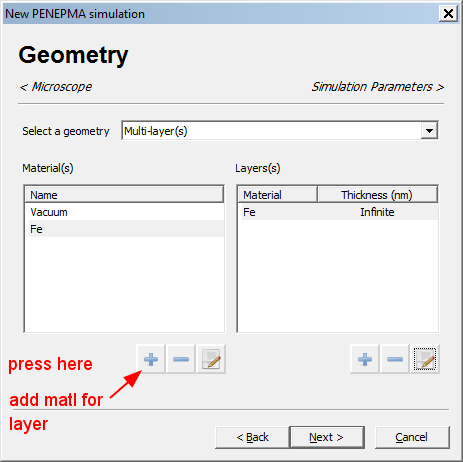 New PENEPMA simulation
Geometry
< Microscope
Simulation Parameters >
Select a geometry
Multi-layer(s)
Material(s)
Layers(s)
Name
Vacuum
Fe
Material
Thickness (nm)
Fe
Infinite
press here
add matl for
layer
< Back
Next >
Cancel